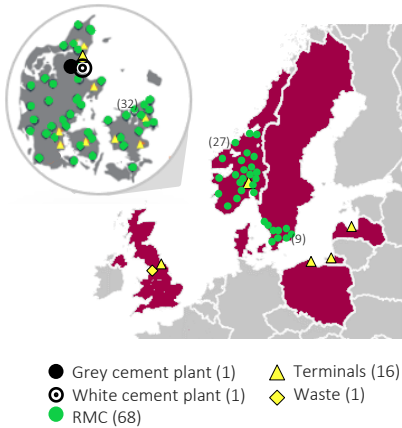 (32)
(27)
(9)
Grey cement plant (1)
Terminals (16)
White cement plant (1)
Waste (1)
RMC (68)